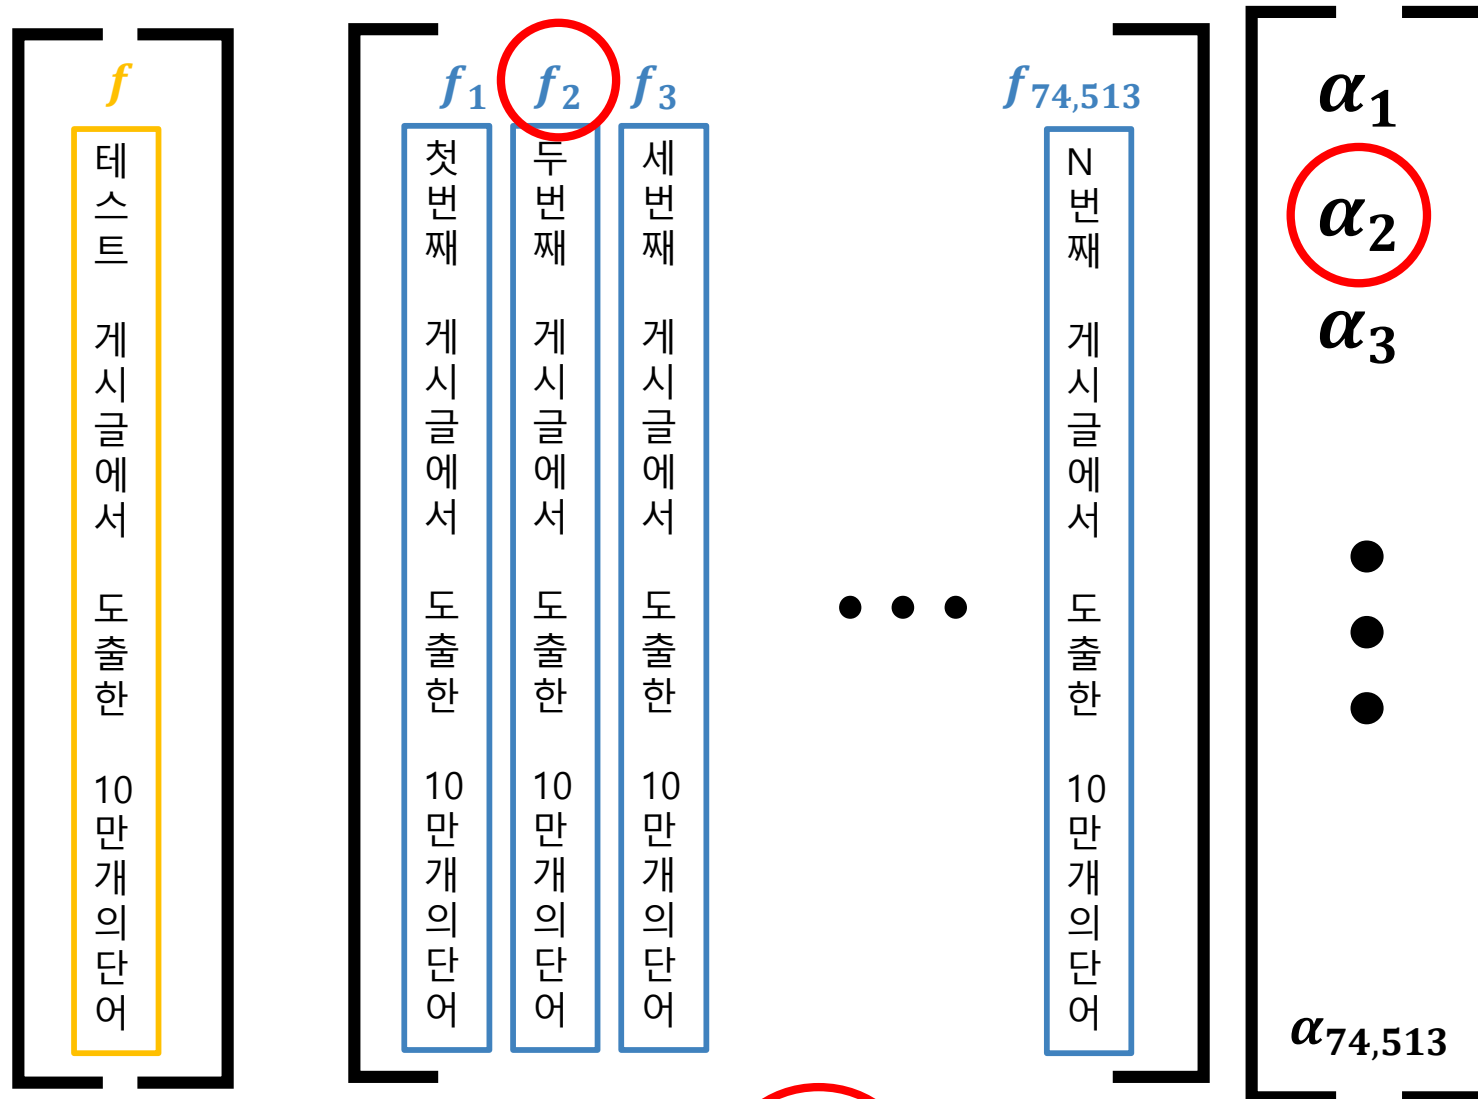 f
테스트 게시글에서 도출한 10만개의단어
f1
첫번째 게시글에서 도출한 10만개의단어
f2
두번째 게시글에서 도출한 10만개의단어
f3
세번째 게시글에서 도출한 10만개의단어
f74,513
N번째 게시글에서 도출한 10만개의단어
α1
α2
α3
α74,513